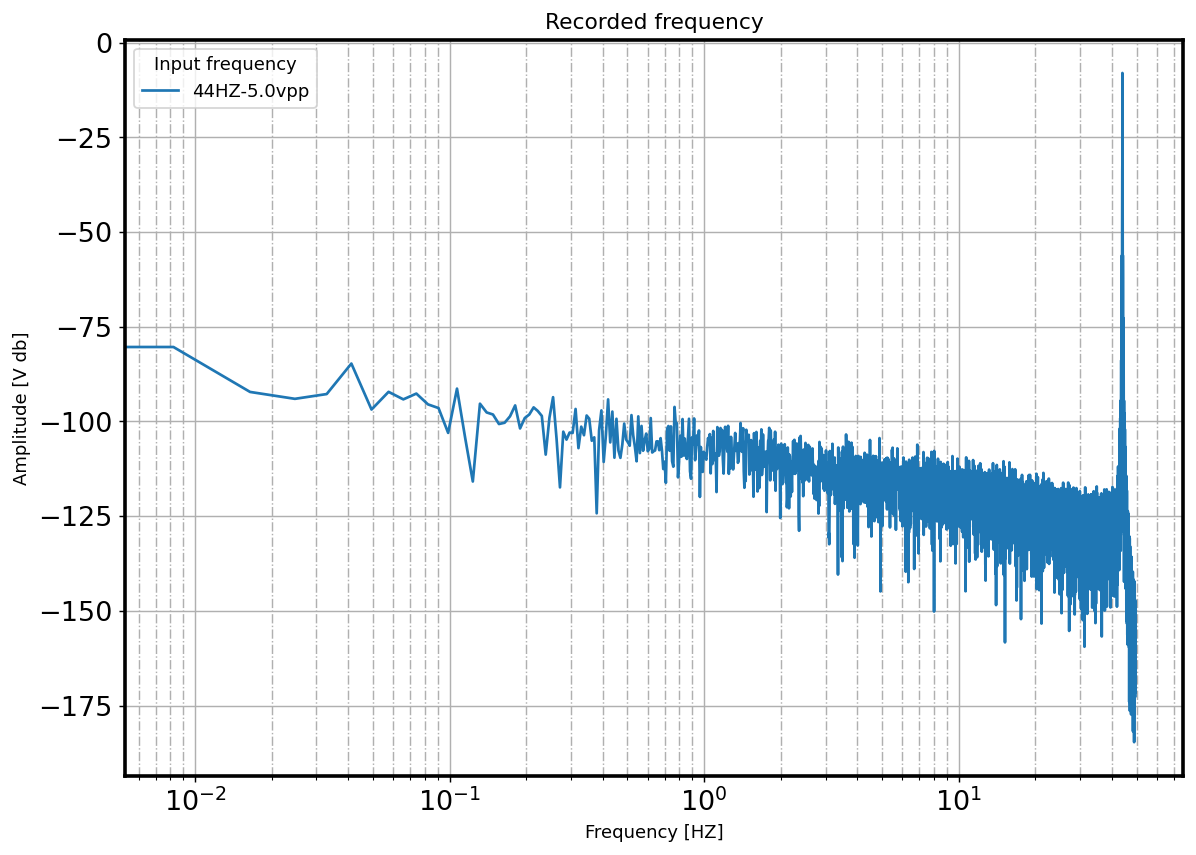 Recorded frequency
0
Input frequency
44HZ-5.0vpp
−25
−50
−75
−100
−125
−150
−175
Amplitude [V db]
10⁻² 10⁻¹ 10⁰ 10¹
Frequency [HZ]